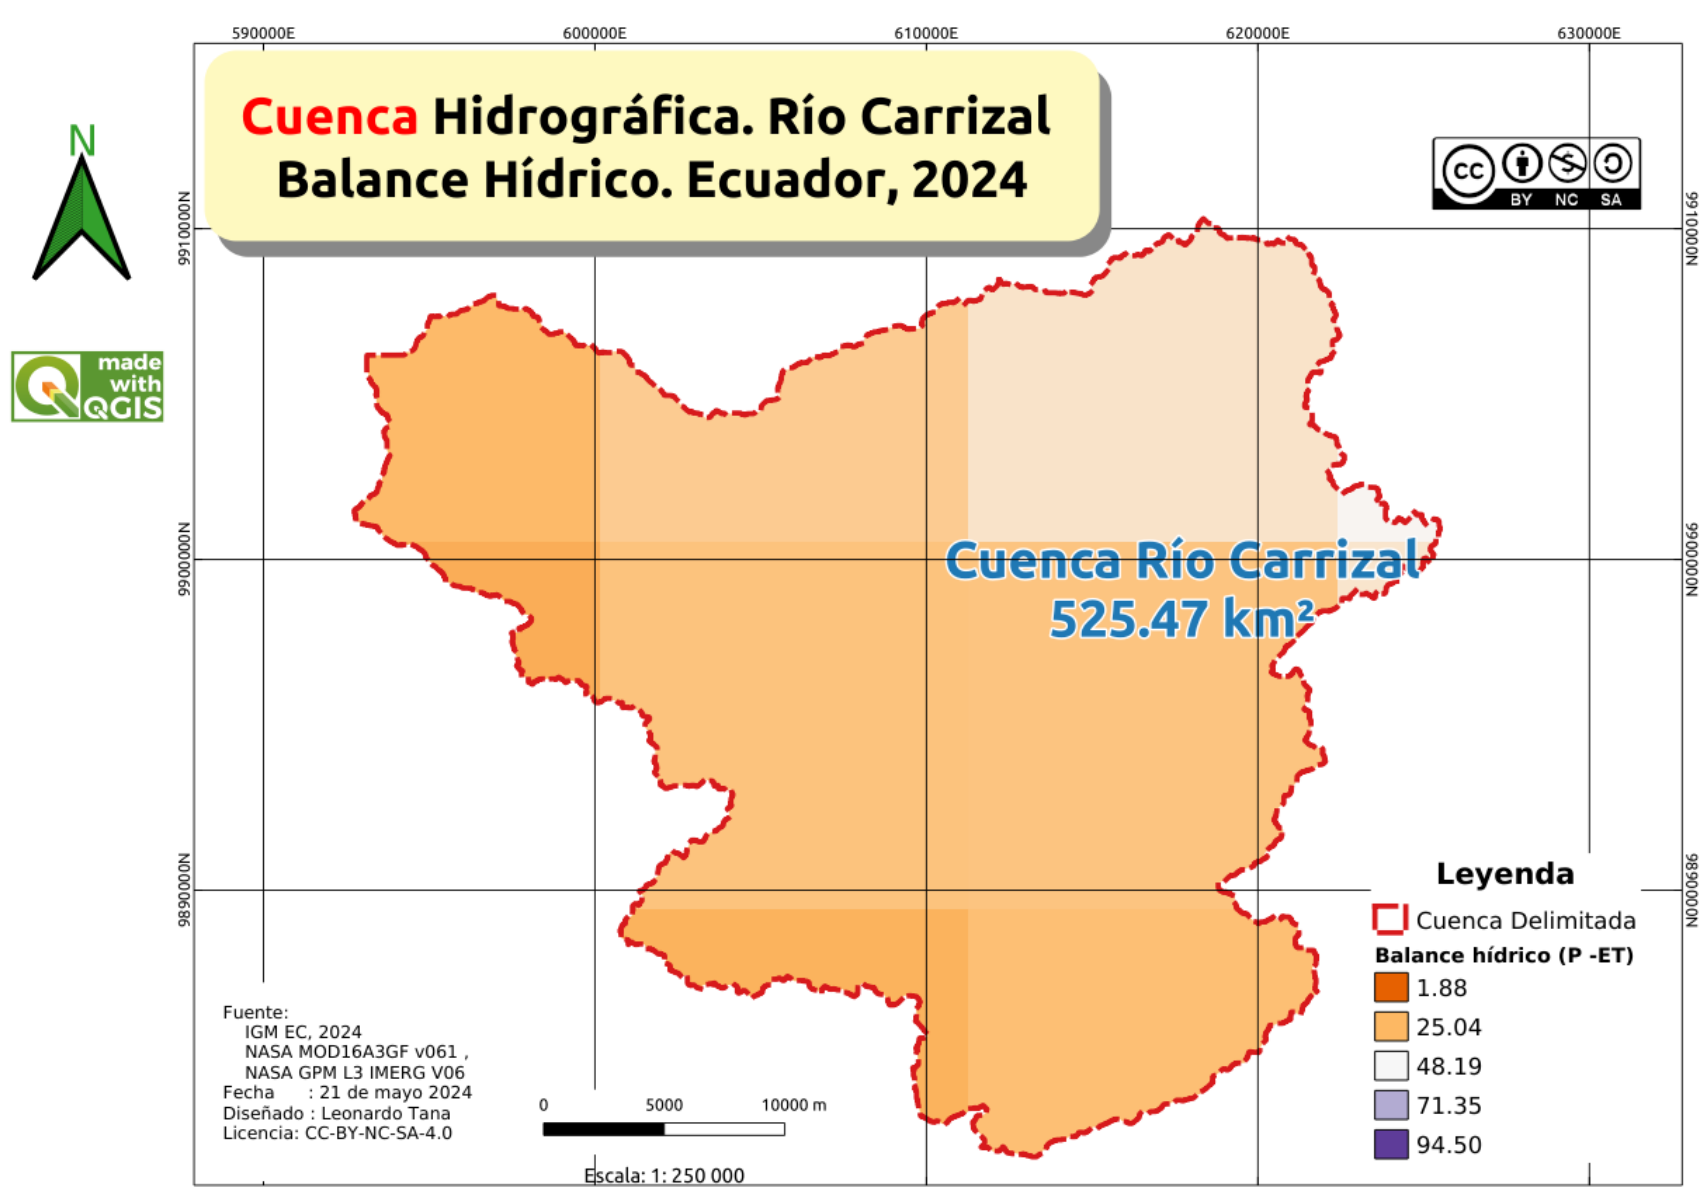 590000E
600000E
610000E
620000E
630000E
Cuenca Hidrográfica. Río Carrizal
Balance Hídrico. Ecuador, 2024
N
CC
BY NC SA
9910000N
9910000N
made
with
QGIS
9900000N
9900000N
Cuenca Río Carrizal
525.47 km²
9890000N
9890000N
Leyenda
Cuenca Delimitada
Balance hídrico (P -ET)
1.88
25.04
48.19
71.35
94.50
Fuente:
IGM EC, 2024
NASA MOD16A3GF v061 ,
NASA GPM L3 IMERG V06
Fecha : 21 de mayo 2024
Diseñado : Leonardo Tana
Licencia: CC-BY-NC-SA-4.0
0 5000 10000 m
Escala: 1: 250 000